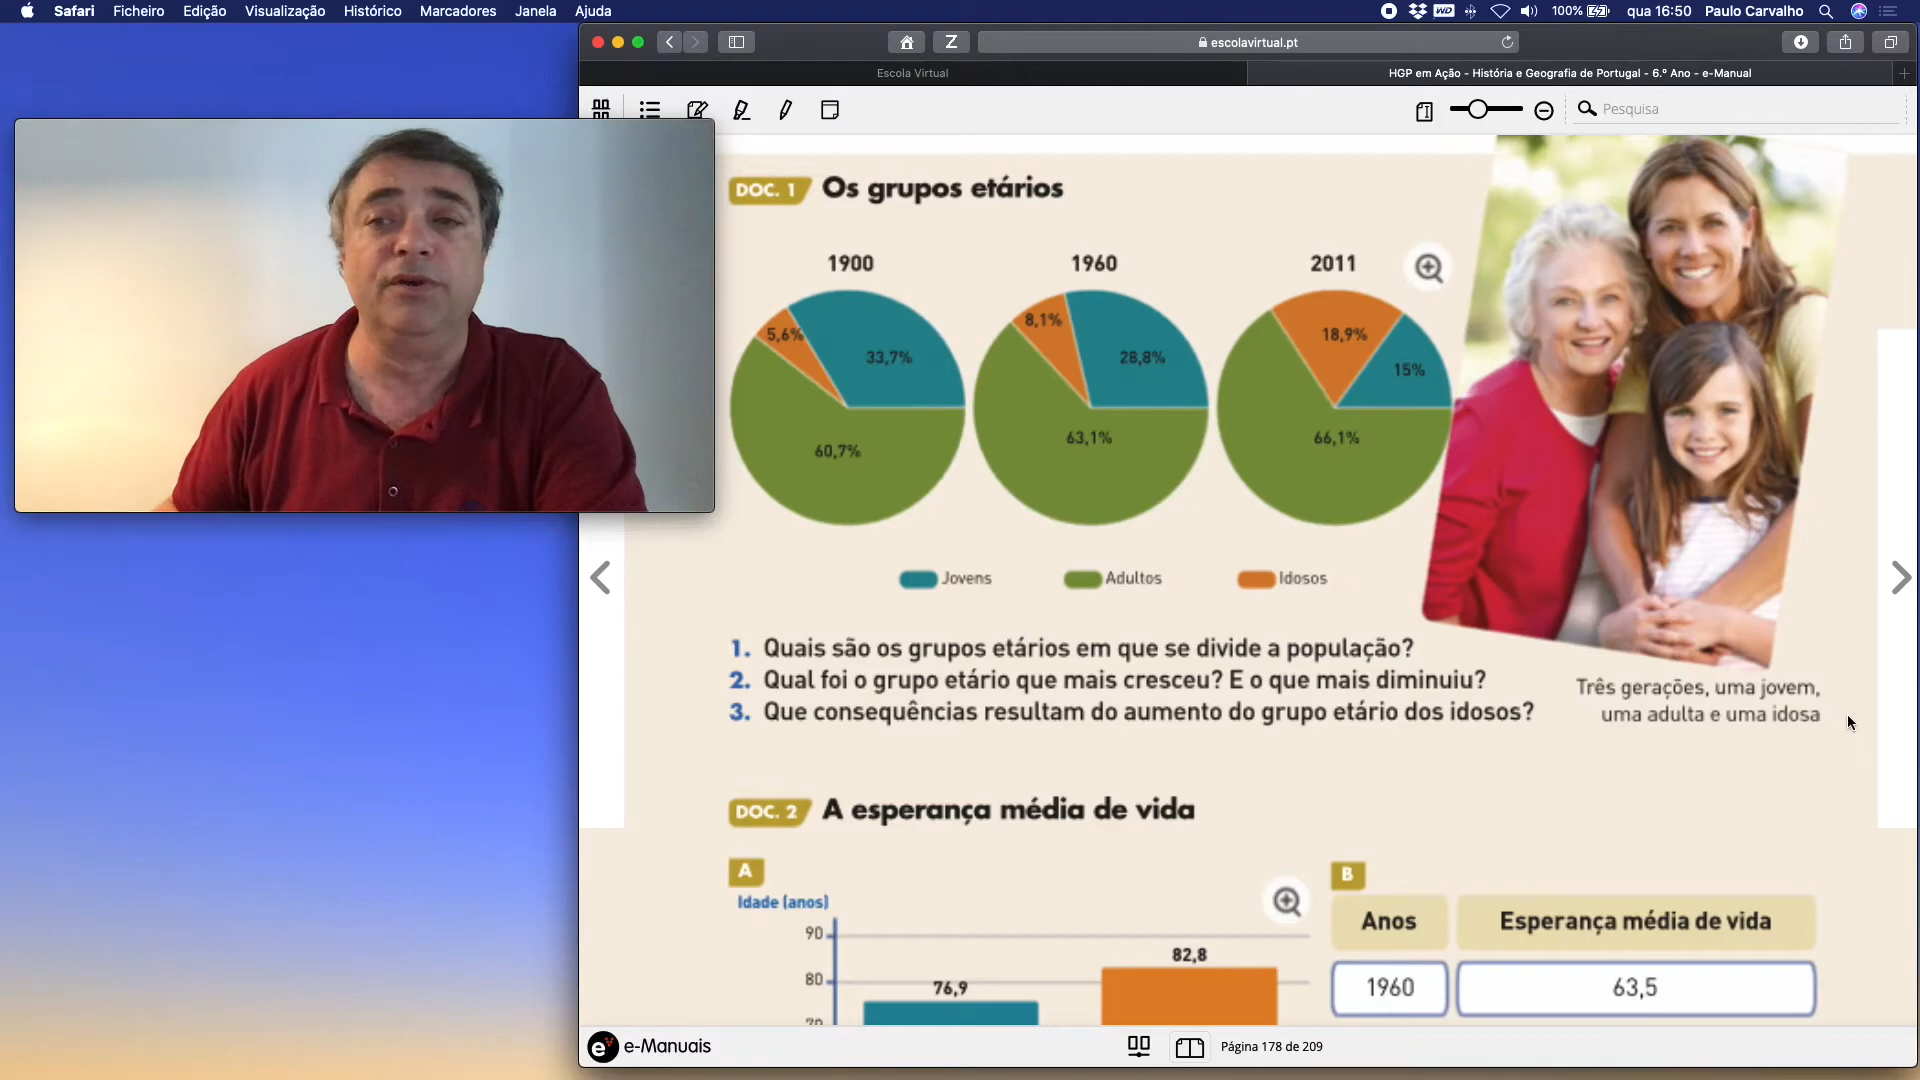 Safari Ficheiro Edição Visualização Histórico Marcadores Janela Ajuda
WD 100% qua 16:50 Paulo Carvalho
Z escolavirtual.pt
Escola Virtual HGP em Ação - História e Geografia de Portugal - 6.º Ano - e-Manual
Pesquisa
DOC. 1 Os grupos etários
1900 1960 2011
5,6% 33,7% 60,7%
8,1% 28,8% 63,1%
18,9% 15% 66,1%
Jovens Adultos Idosos
1. Quais são os grupos etários em que se divide a população?
2. Qual foi o grupo etário que mais cresceu? E o que mais diminuiu?
3. Que consequências resultam do aumento do grupo etário dos idosos?
Três gerações, uma jovem,
uma adulta e uma idosa
DOC. 2 A esperança média de vida
A
Idade (anos)
90
80
70
76,9
82,8
B
Anos Esperança média de vida
1960 63,5
e e-Manuais Página 178 de 209